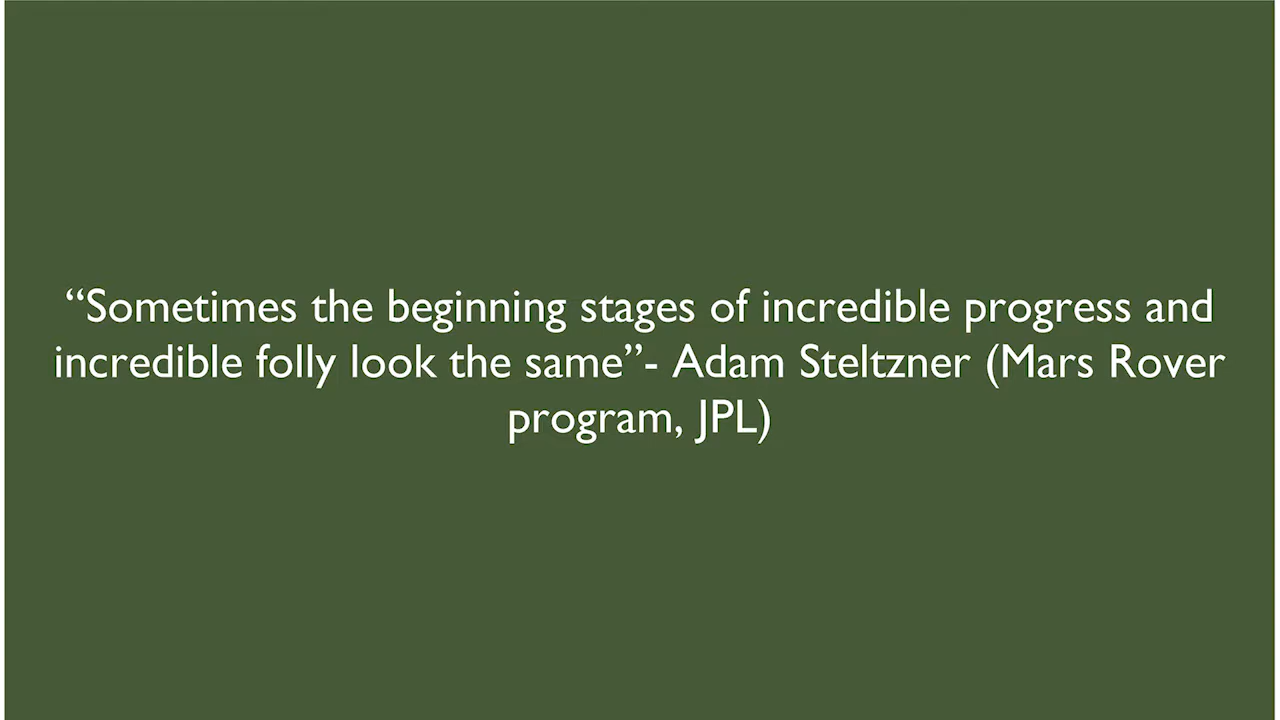 “Sometimes the beginning stages of incredible progress and
incredible folly look the same”- Adam Steltzner (Mars Rover
program, JPL)